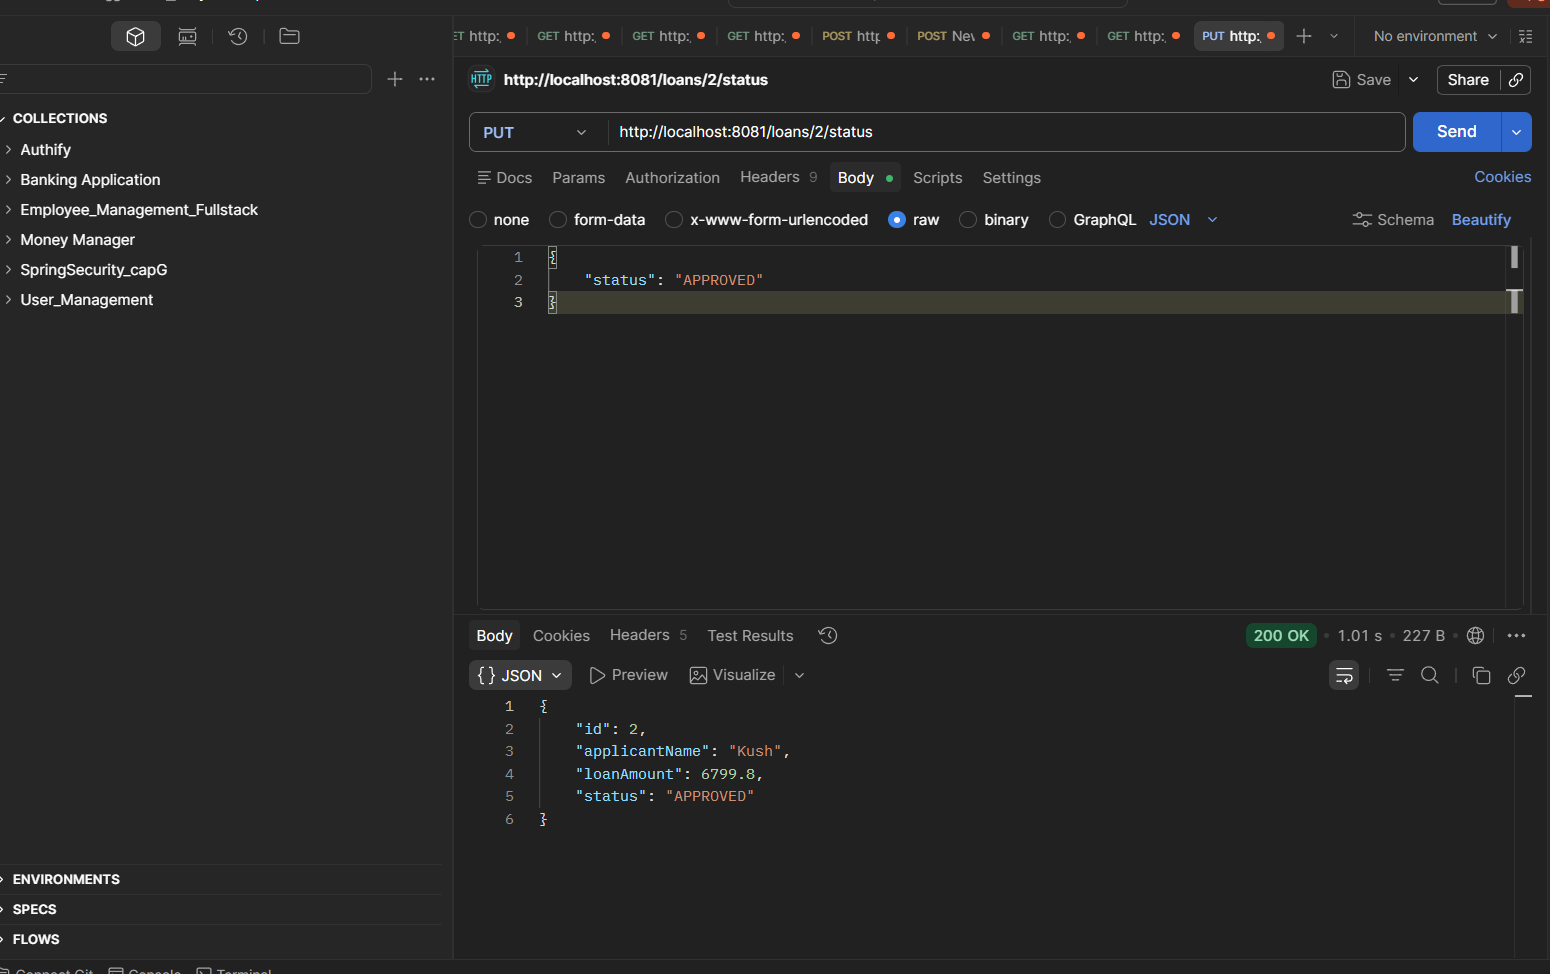 ET http:
GET http:
GET http:
GET http:
POST http
POST Nev
GET http:
GET http:
PUT http:
No environment
http://localhost:8081/loans/2/status
Save
Share
COLLECTIONS
Authify
Banking Application
Employee_Management_Fullstack
Money Manager
SpringSecurity_capG
User_Management
PUT
http://localhost:8081/loans/2/status
Send
Docs
Params
Authorization
Headers 9
Body
Scripts
Settings
Cookies
none
form-data
x-www-form-urlencoded
raw
binary
GraphQL
JSON
Schema
Beautify
1 {
2 "status": "APPROVED"
3 }
Body
Cookies
Headers 5
Test Results
200 OK • 1.01 s • 227 B
{} JSON
Preview
Visualize
1 {
2 "id": 2,
3 "applicantName": "Kush",
4 "loanAmount": 6799.8,
5 "status": "APPROVED"
6 }
ENVIRONMENTS
SPECS
FLOWS
Connect Git
Console
Terminal